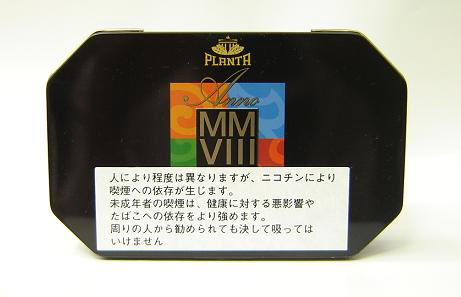 PLANTA
Anno
MM
VIII
人により程度は異なりますが、ニコチンにより
喫煙への依存が生じます。
未成年者の喫煙は、健康に対する悪影響や
たばこへの依存をより強めます。
周りの人から勧められても決して吸っては
いけません